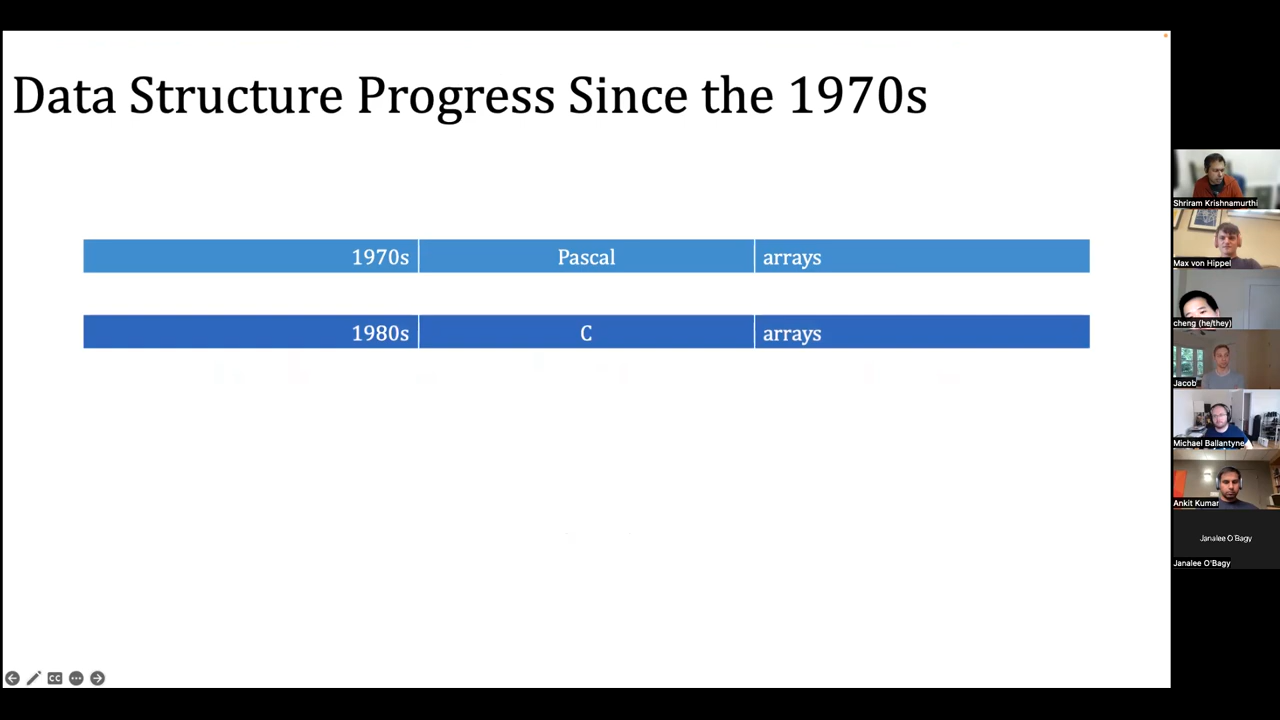 Data Structure Progress Since the 1970s
1970s Pascal arrays
1980s C arrays
Shriram Krishnamurthi
Max von Hippel
cheng (he/they)
Jacob
Michael Ballantyne
Ankit Kumar
Janalee O Bagy
Janalee O'Bagy
CC